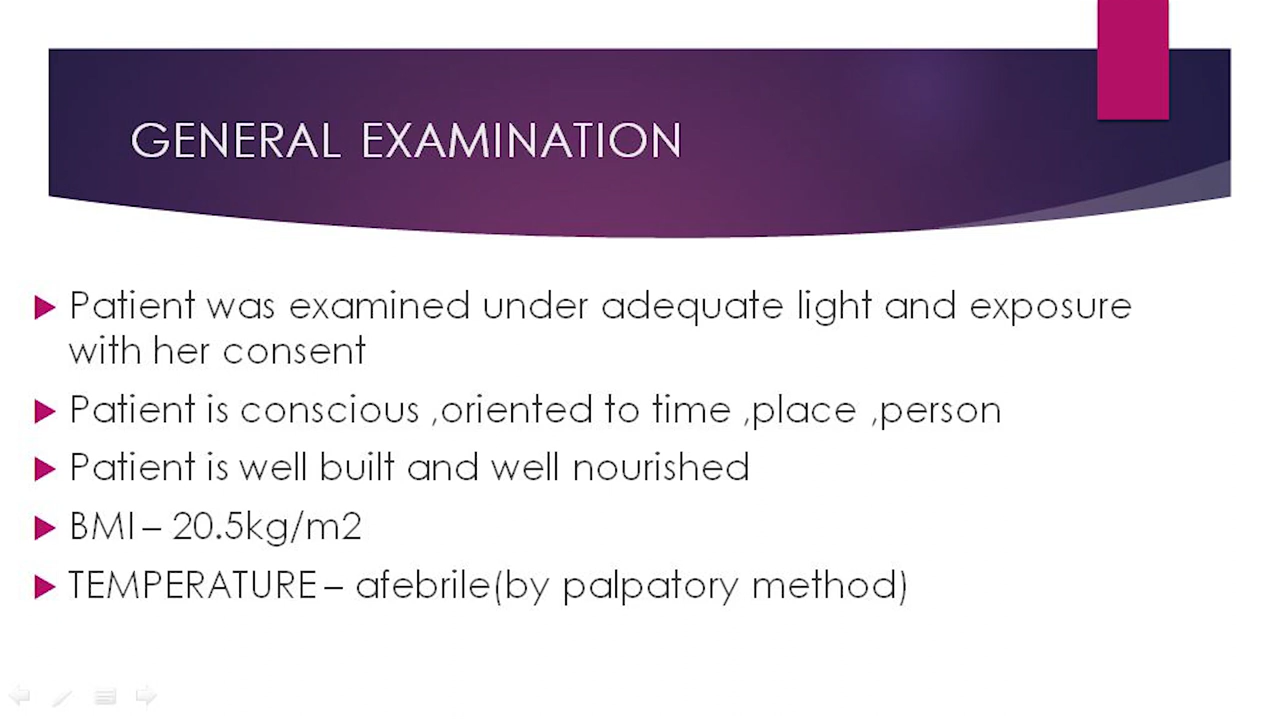 GENERAL EXAMINATION
Patient was examined under adequate light and exposure
with her consent
Patient is conscious ,oriented to time ,place ,person
Patient is well built and well nourished
BMI – 20.5kg/m2
TEMPERATURE – afebrile(by palpatory method)